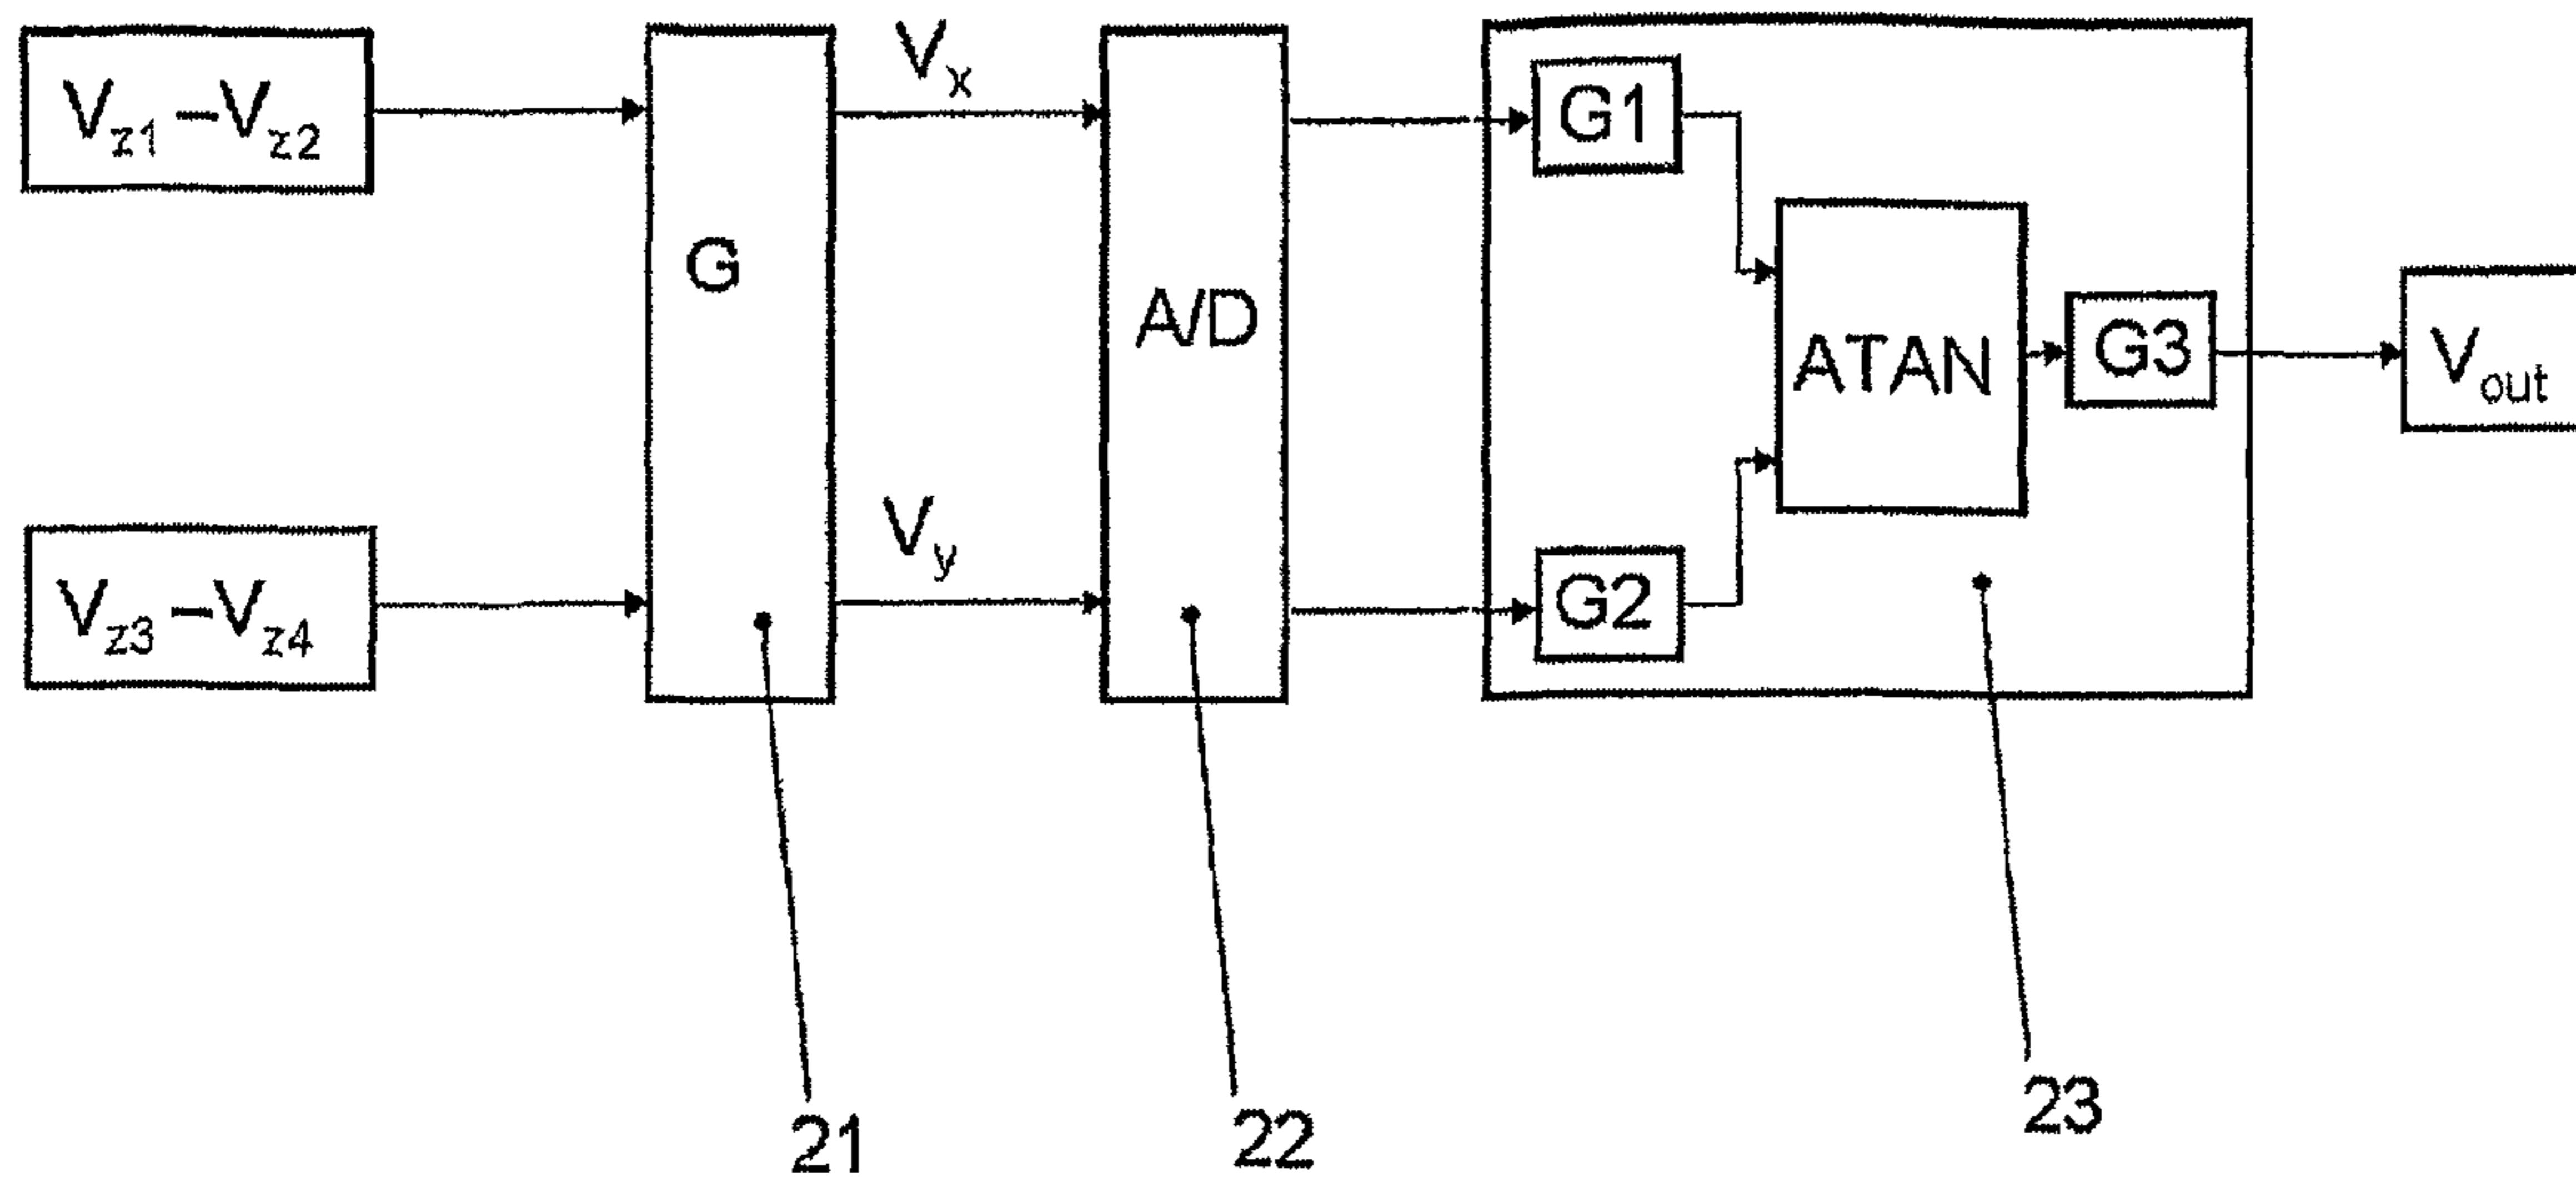 Vz1 –Vz2
G
Vx
A/D
G1
ATAN
G3
Vout
Vz3 –Vz4
Vy
G2
21
22
23